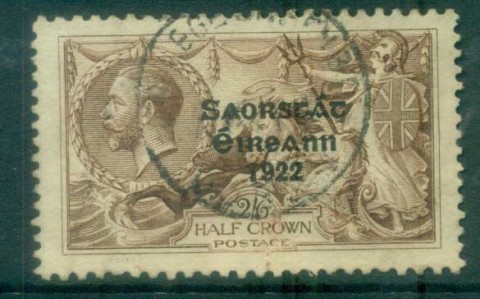 Saorstát
Éireann
1922
2/6
HALF CROWN
POSTAGE